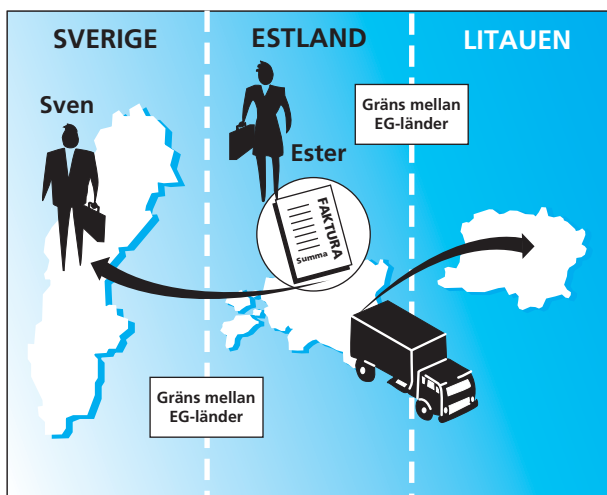 SVERIGE
ESTLAND
LITAUEN
Sven
Ester
Gräns mellan
EG-länder
FAKTURA
Summa
Gräns mellan
EG-länder